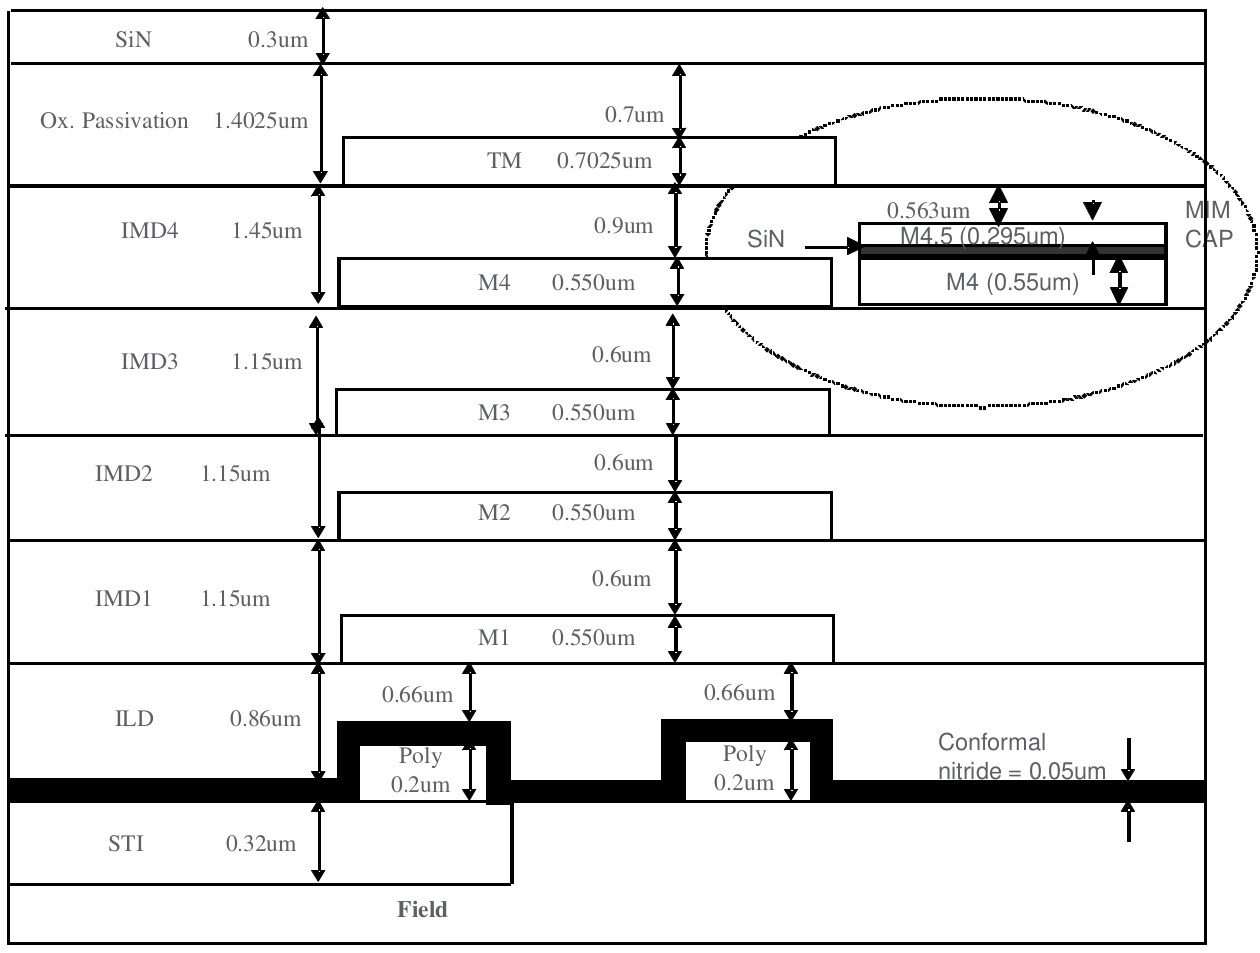 SiN 0.3um
0.7um
Ox. Passivation 1.4025um
TM 0.7025um
IMD4 1.45um
0.9um
0.563um
MIM
CAP
SiN
M4.5 (0.295um)
M4 0.550um
M4 (0.55um)
IMD3 1.15um
0.6um
M3 0.550um
IMD2 1.15um
0.6um
M2 0.550um
IMD1 1.15um
0.6um
M1 0.550um
ILD 0.86um
0.66um
0.66um
Poly
0.2um
Poly
0.2um
Conformal
nitride = 0.05um
STI 0.32um
Field